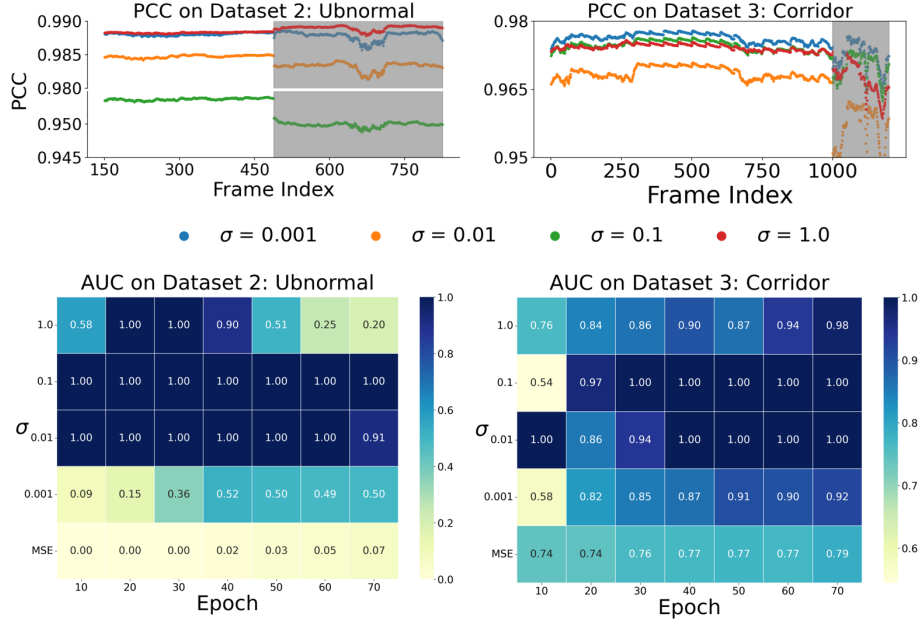 PCC on Dataset 2: Ubnormal
PCC
0.990
0.985
0.980
0.950
0.945
150
300
450
600
750
Frame Index
PCC on Dataset 3: Corridor
0.98
0.965
0.95
0
250
500
750
1000
Frame Index
σ = 0.001
σ = 0.01
σ = 0.1
σ = 1.0
AUC on Dataset 2: Ubnormal
σ
1.0 0.58 1.00 1.00 0.90 0.51 0.25 0.20
0.1 1.00 1.00 1.00 1.00 1.00 1.00 1.00
0.01 1.00 1.00 1.00 1.00 1.00 1.00 0.91
0.001 0.09 0.15 0.36 0.52 0.50 0.49 0.50
MSE 0.00 0.00 0.00 0.02 0.03 0.05 0.07
10 20 30 40 50 60 70
Epoch
1.0
0.8
0.6
0.4
0.2
0.0
AUC on Dataset 3: Corridor
σ
1.0 0.76 0.84 0.86 0.90 0.87 0.94 0.98
0.1 0.54 0.97 1.00 1.00 1.00 1.00 1.00
0.01 1.00 0.86 0.94 1.00 1.00 1.00 1.00
0.001 0.58 0.82 0.85 0.87 0.91 0.90 0.92
MSE 0.74 0.74 0.76 0.77 0.77 0.77 0.79
10 20 30 40 50 60 70
Epoch
1.0
0.9
0.8
0.7
0.6